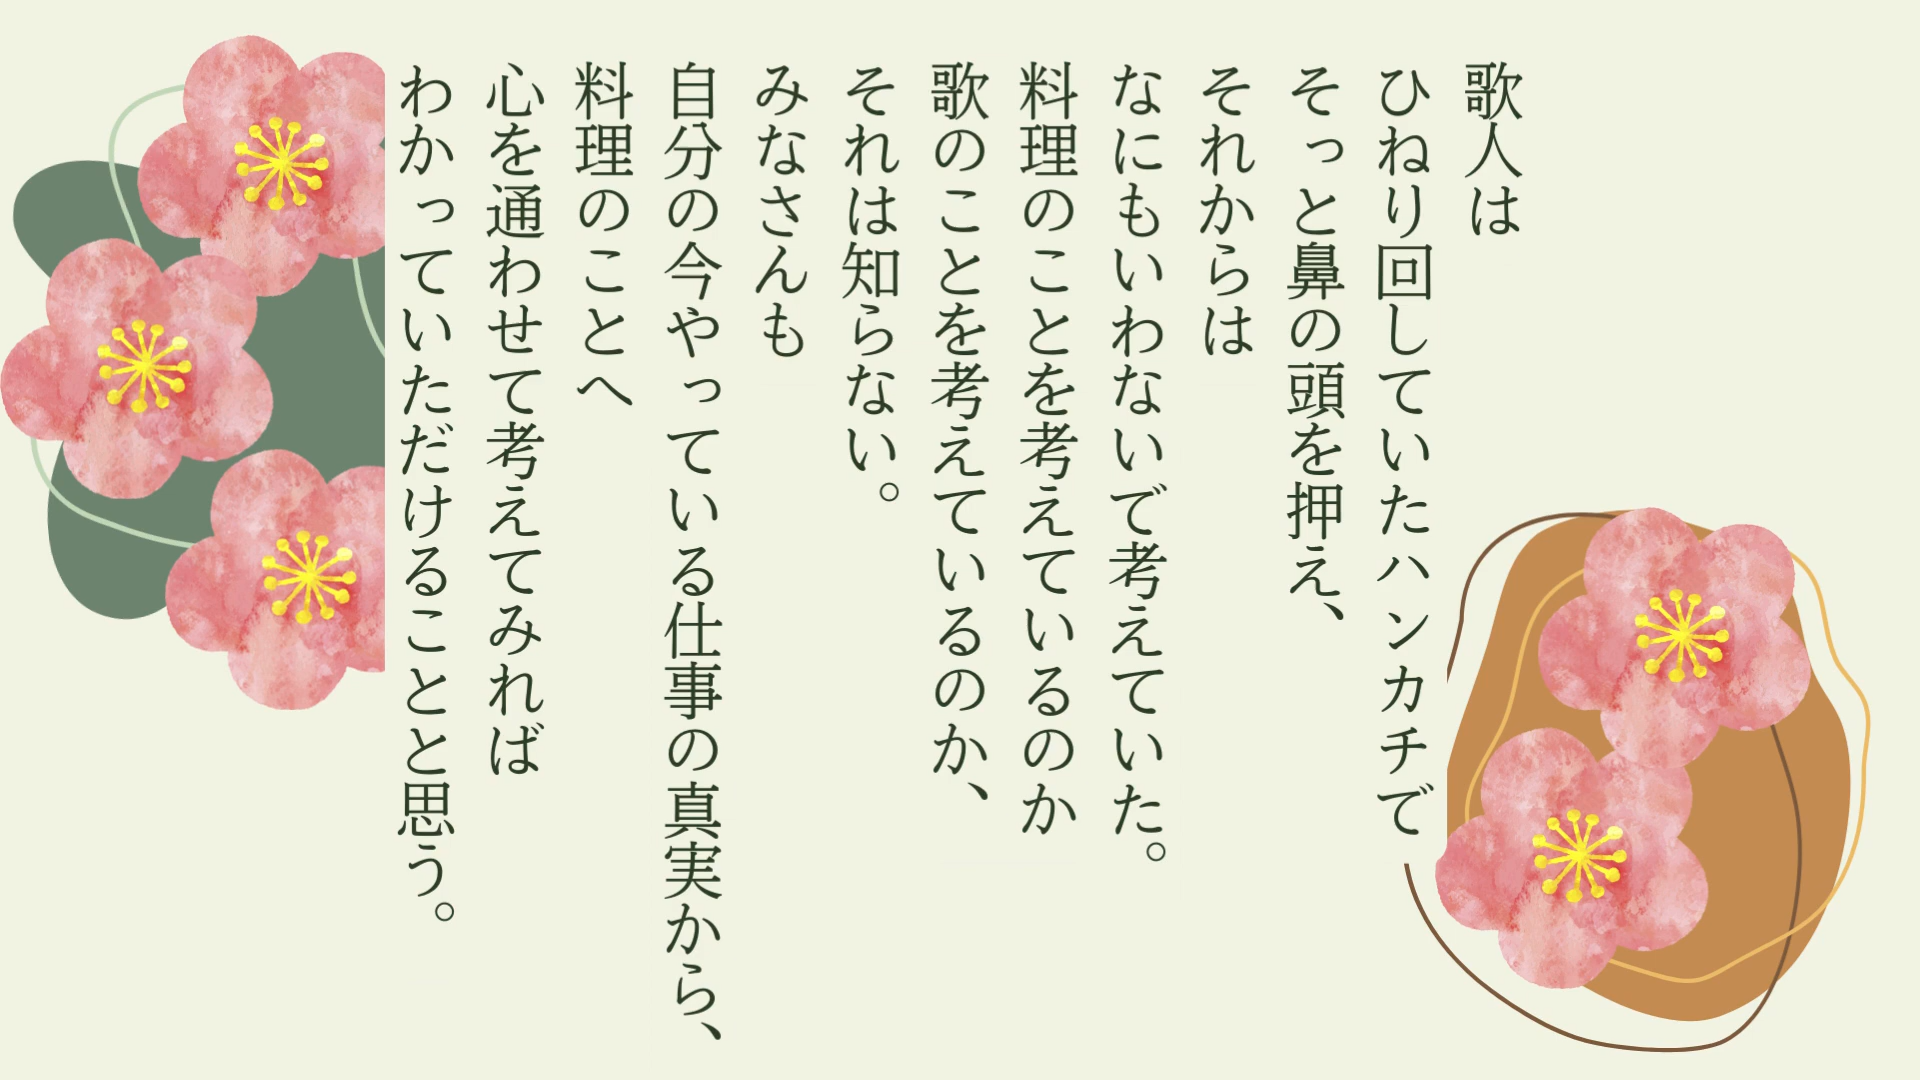 歌人は
ひねり回していたハンカチで
そっと鼻の頭を押え、
それからは
なにもいわないで考えていた。
料理のことを考えているのか
歌のことを考えているのか、
それは知らない。
みなさんも
自分の今やっている仕事の真実から、
料理のことへ
心を通わせて考えてみれば
わかっていただけることと思う。